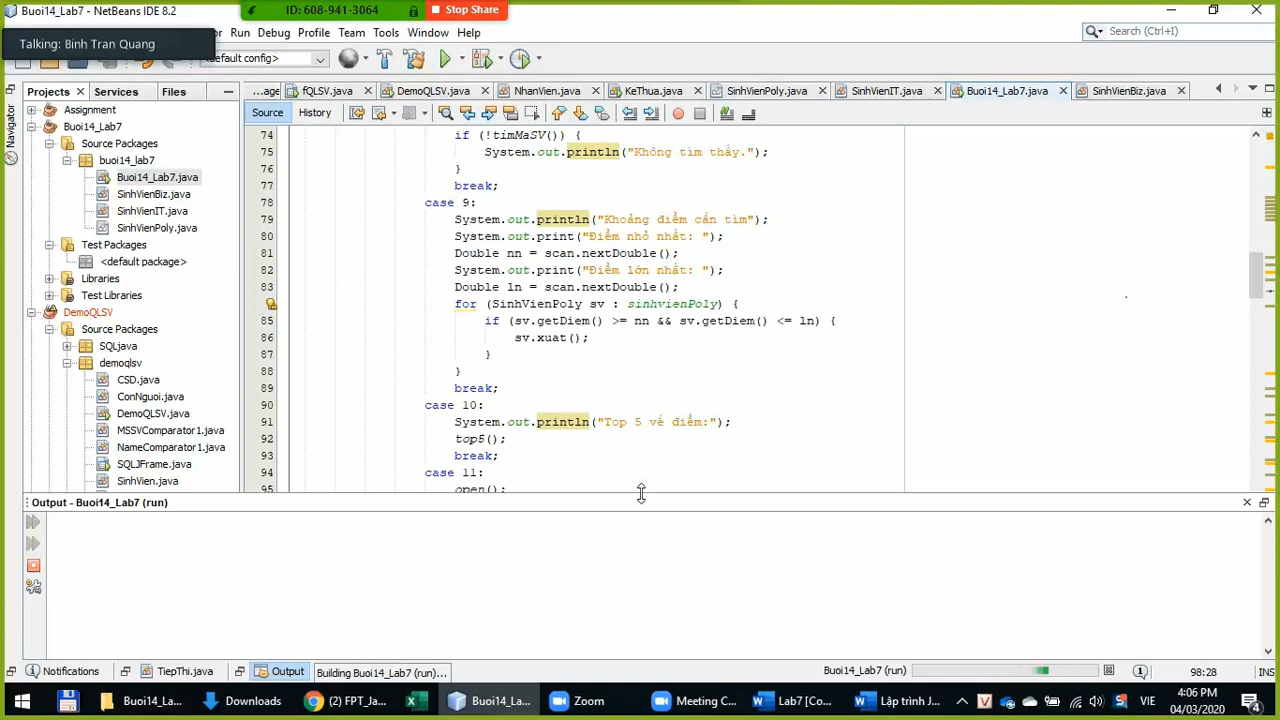 Buoi14_Lab7 - NetBeans IDE 8.2
ID: 608-941-3064
Stop Share
Talking: Binh Tran Quang
Run Debug Profile Team Tools Window Help
Search (Ctrl+I)
<default config>
Projects Services Files
...age fQLSV.java DemoQLSV.java NhanVien.java KeThua.java SinhVienPoly.java SinhVienIT.java Buoi14_Lab7.java SinhVienBiz.java
Navigator
Source History
Assignment
Buoi14_Lab7
Source Packages
buoi14_lab7
Buoi14_Lab7.java
SinhVienBiz.java
SinhVienIT.java
SinhVienPoly.java
Test Packages
<default package>
Libraries
Test Libraries
DemoQLSV
Source Packages
SQLjava
demoqlsv
CSD.java
ConNguoi.java
DemoQLSV.java
MSSVComparator1.java
NameComparator1.java
SQLJFrame.java
SinhVien.java
74 if (!timMaSV()) {
75 System.out.println("Không tìm thấy.");
76 }
77 break;
78 case 9:
79 System.out.println("Khoảng điểm cần tìm");
80 System.out.print("Điểm nhỏ nhất: ");
81 Double nn = scan.nextDouble();
82 System.out.print("Điểm lớn nhất: ");
83 Double ln = scan.nextDouble();
for (SinhVienPoly sv : sinhvienPoly) {
85 if (sv.getDiem() >= nn && sv.getDiem() <= ln) {
86 sv.xuat();
87 }
88 }
89 break;
90 case 10:
91 System.out.println("Top 5 về điểm:");
92 top5();
93 break;
94 case 11:
95 open();
Output - Buoi14_Lab7 (run)
Notifications TiepThi.java Output Building Buoi14_Lab7 (run)...
Buoi14_Lab7 (run)
98:28 INS
Buoi14_La... Downloads (2) FPT_Ja... Buoi14_La... Zoom Meeting C... Lab7 [Co... Lập trình J...
VIE
4:06 PM
04/03/2020
4